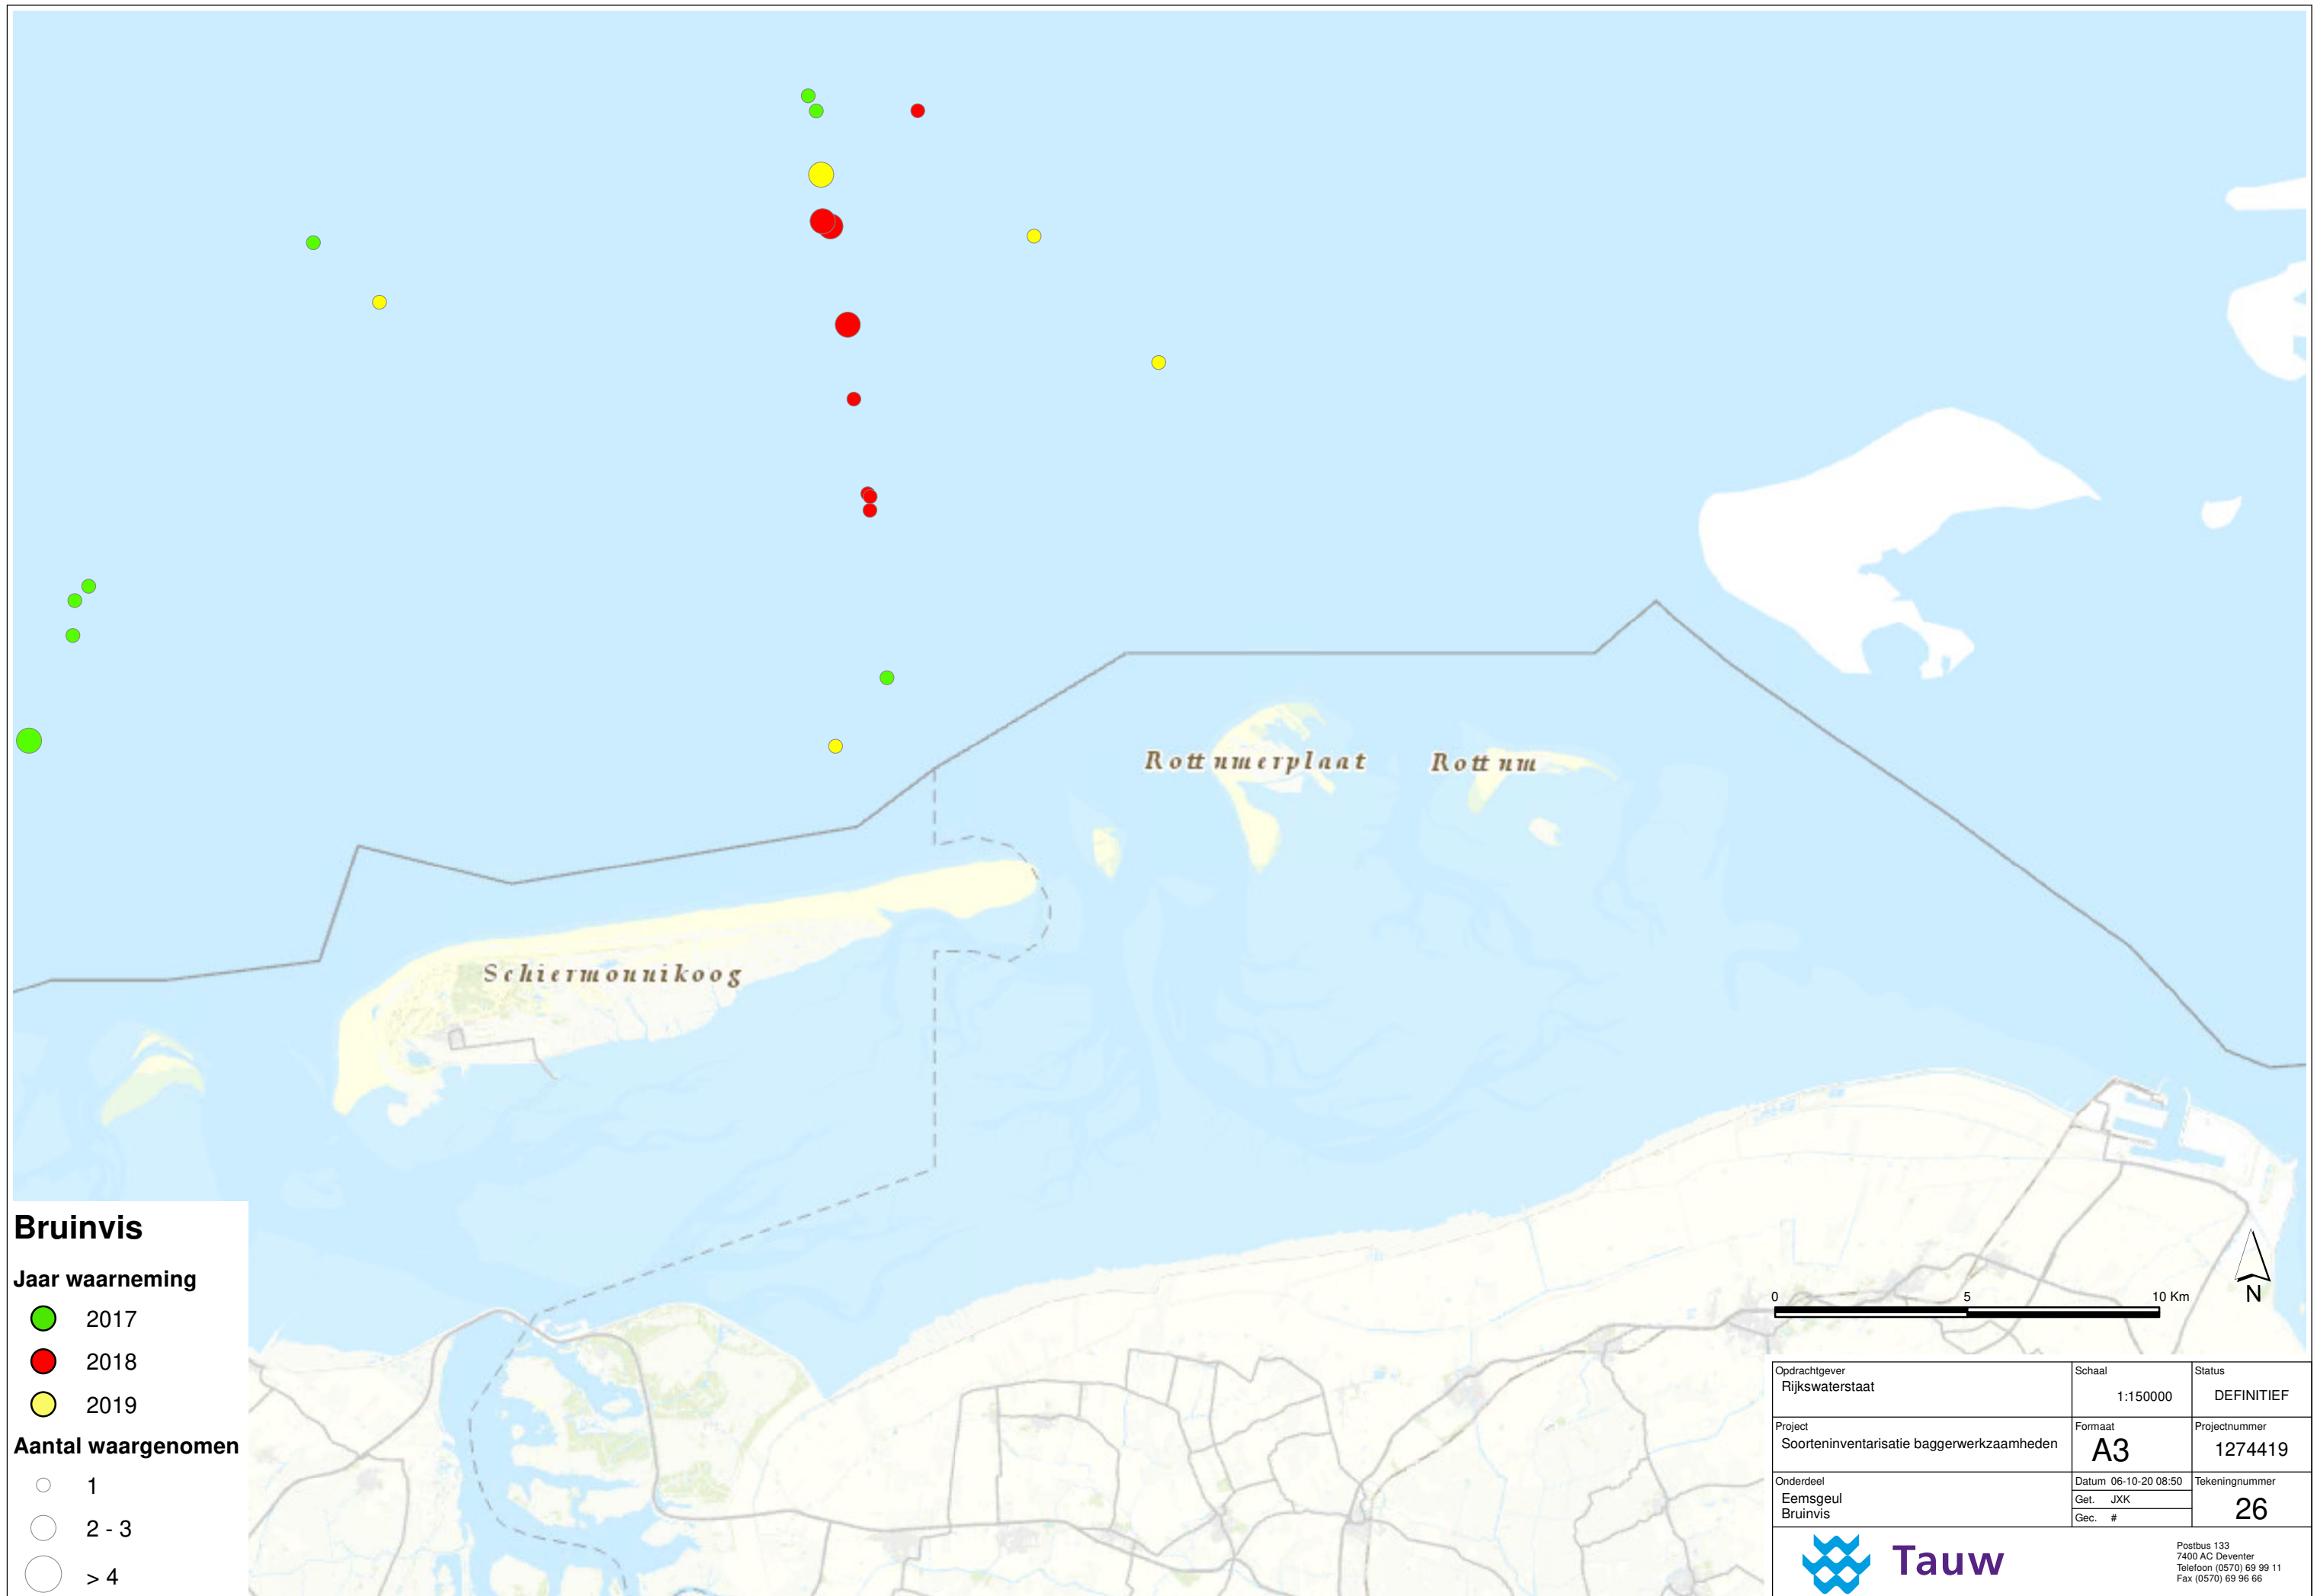 Rottumerplaat
Rottum
Schiermonnikoog
Bruinvis
Jaar waarneming
2017
2018
2019
Aantal waargenomen
1
2 - 3
> 4
0 5 10 Km
N
Opdrachtgever
Rijkswaterstaat
Schaal
1:150000
Status
DEFINITIEF
Project
Soorteninventarisatie baggerwerkzaamheden
Formaat
A3
Projectnummer
1274419
Onderdeel
Eemsgeul
Bruinvis
Datum 06-10-20 08:50
Get. JXK
Gec. #
Tekeningnummer
26
Tauw
Postbus 133
7400 AC Deventer
Telefoon (0570) 69 99 11
Fax (0570) 69 96 66